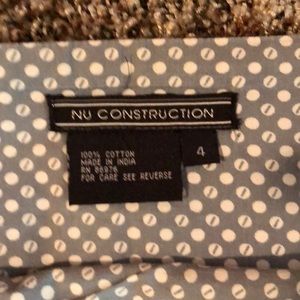 NU CONSTRUCTION
100% COTTON
MADE IN INDIA
RN 86976
FOR CARE SEE REVERSE
4